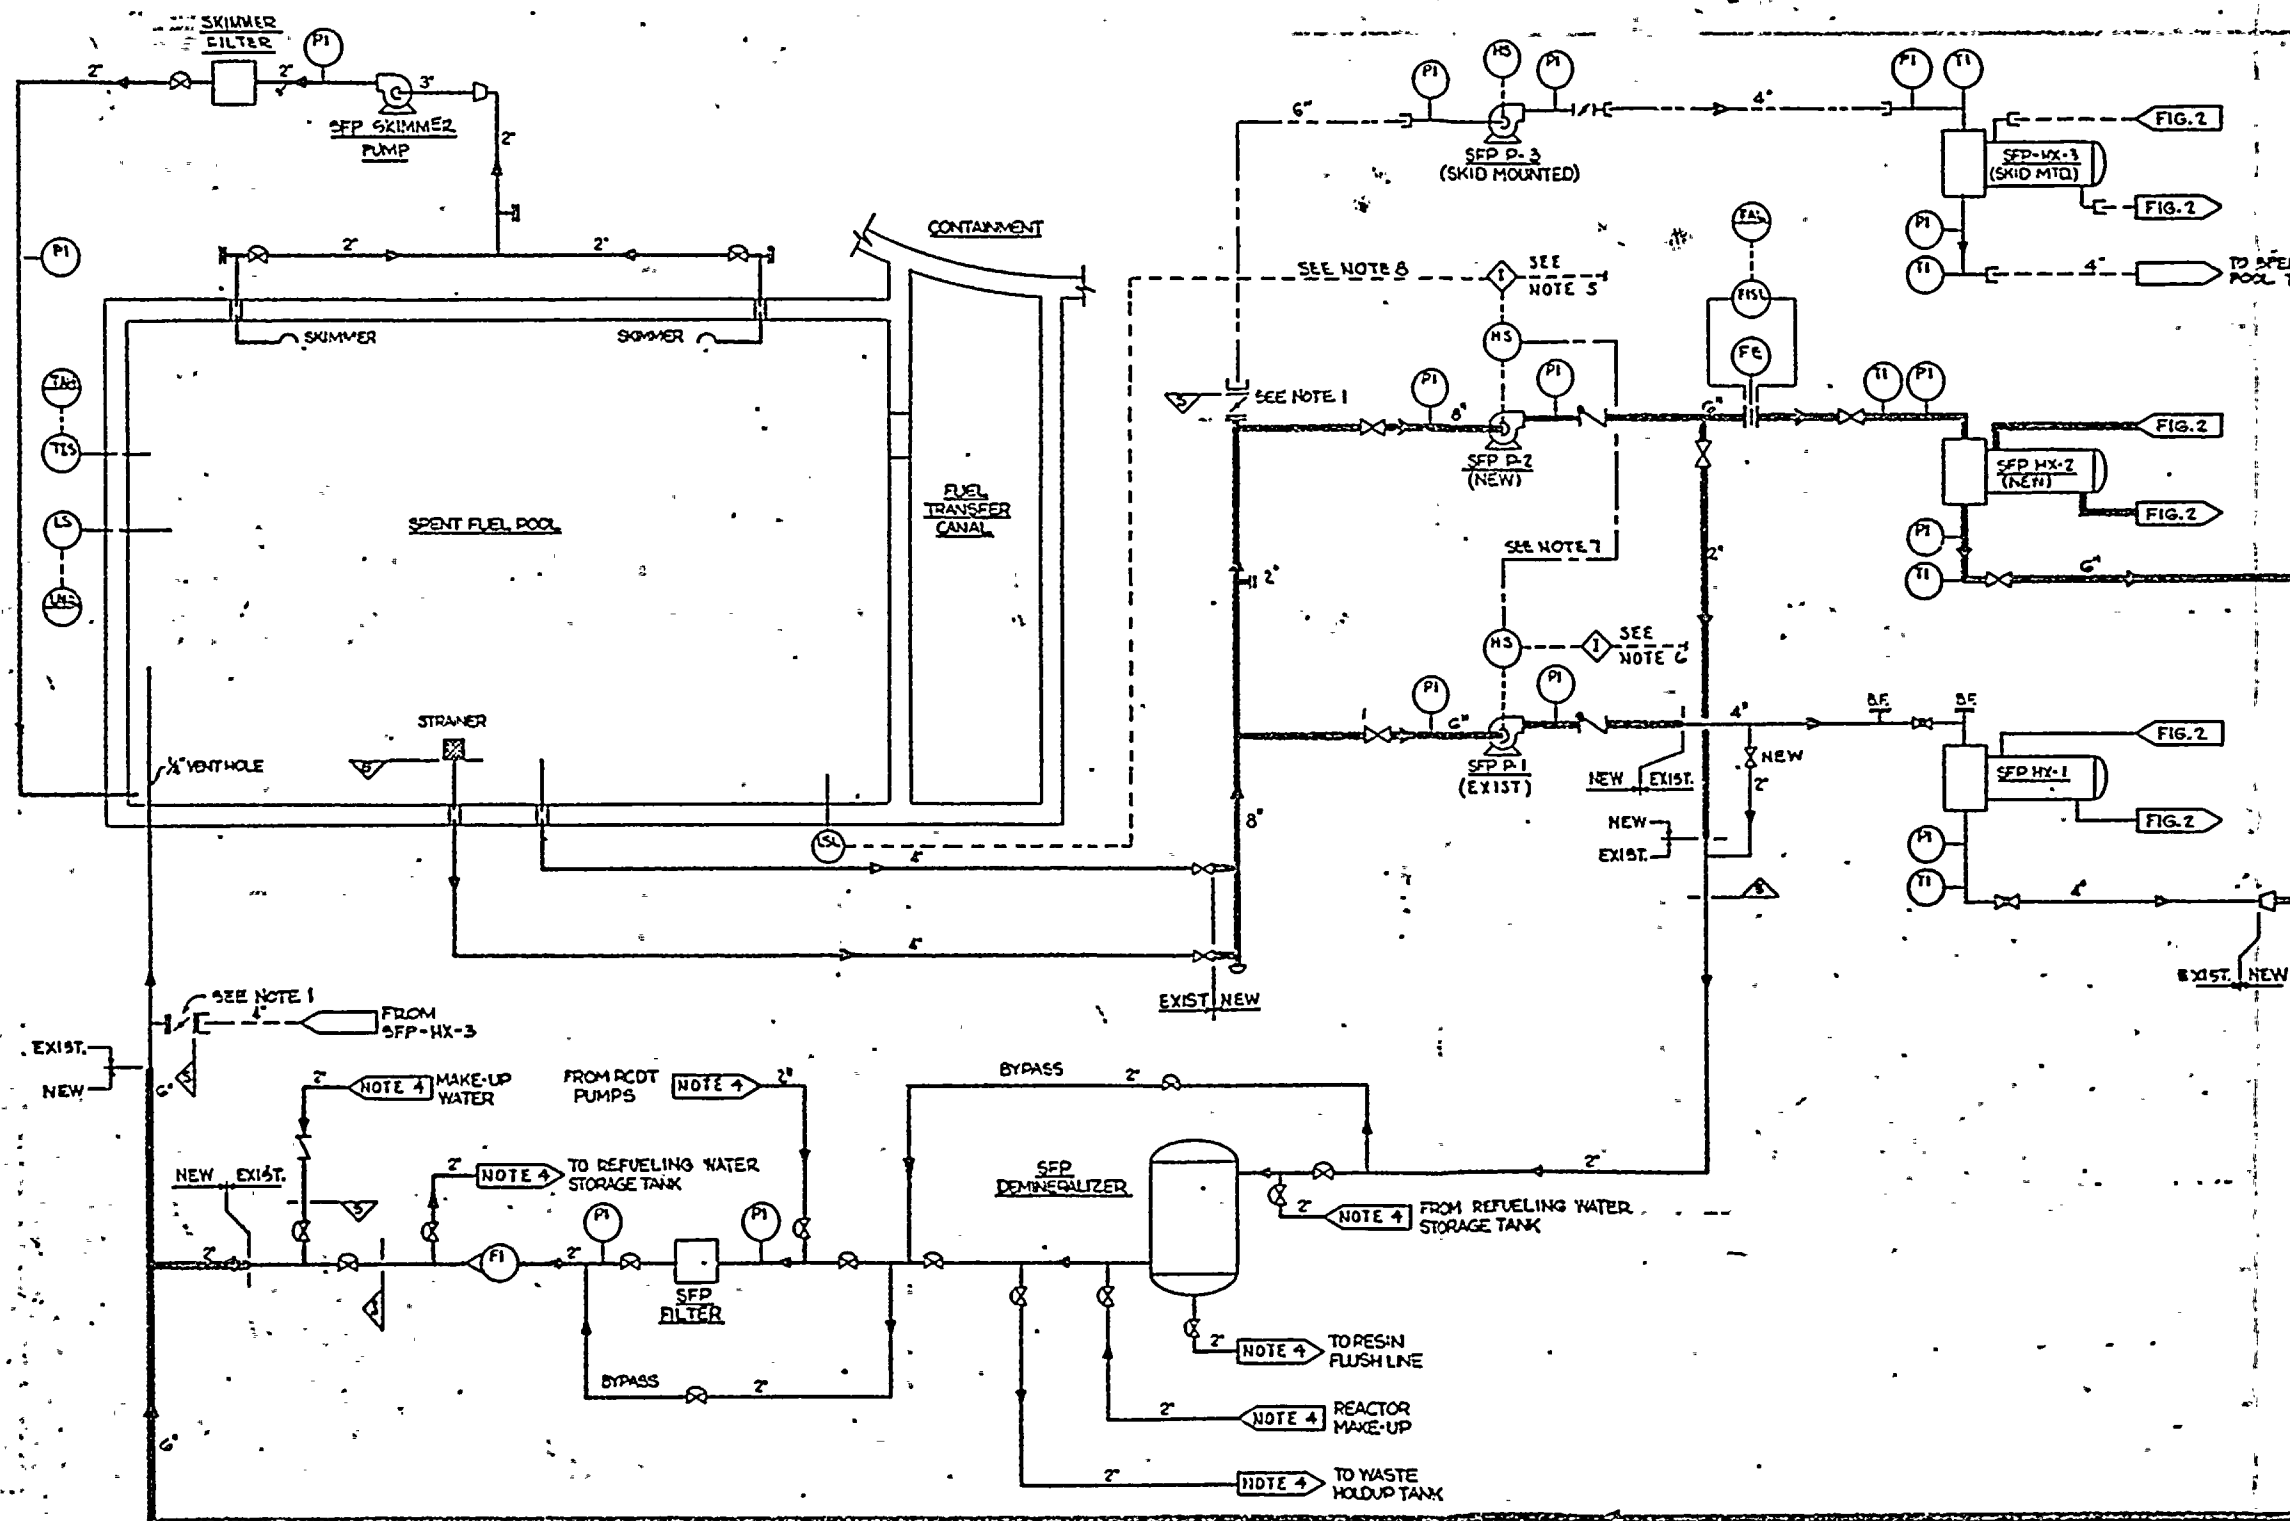 SKIMMER
FILTER
2"
2"
PI
3"
SFP SKIMMER
PUMP
2"
PI
2"
2"
SKIMMER
SKIMMER
CONTAINMENT
TIS
LS
SPENT FUEL POOL
FUEL
TRANSFER
CANAL
STRAINER
¼" VENT HOLE
LSL
4"
4"
8"
EXIST
NEW
6"
PI
HS
PI
SFP P-3
(SKID MOUNTED)
4"
PI
TI
FIG. 2
SFP-HX-3
(SKID MTD)
FIG. 2
PI
TI
4"
SEE NOTE 8
I
SEE
NOTE 5
HS
FAL
FISL
FE
S
SEE NOTE 1
8"
PI
PI
SFP P-2
(NEW)
6"
TI
PI
FIG. 2
SFP HX-2
(NEW)
FIG. 2
PI
TI
6"
2"
2"
SEE NOTE 7
HS
I
SEE
NOTE 6
PI
6"
PI
SFP P-1
(EXIST)
NEW
EXIST.
4"
B.F.
B.F.
NEW
2"
NEW
EXIST.
FIG. 2
SFP HX-1
FIG. 2
PI
TI
4"
EXIST.
NEW
SEE NOTE 1
4"
FROM
SFP-HX-3
EXIST.
NEW
6"
S
2"
NOTE 4
MAKE-UP
WATER
FROM RCDT
PUMPS
NOTE 4
2"
BYPASS
2"
NEW
EXIST.
2"
NOTE 4
TO REFUELING WATER
STORAGE TANK
S
SFP
DEMINERALIZER
2"
2"
NOTE 4
FROM REFUELING WATER
STORAGE TANK
2"
FI
2"
PI
PI
SFP
FILTER
BYPASS
2"
2"
NOTE 4
TO RESIN
FLUSH LINE
2"
NOTE 4
REACTOR
MAKE-UP
6"
2"
NOTE 4
TO WASTE
HOLDUP TANK